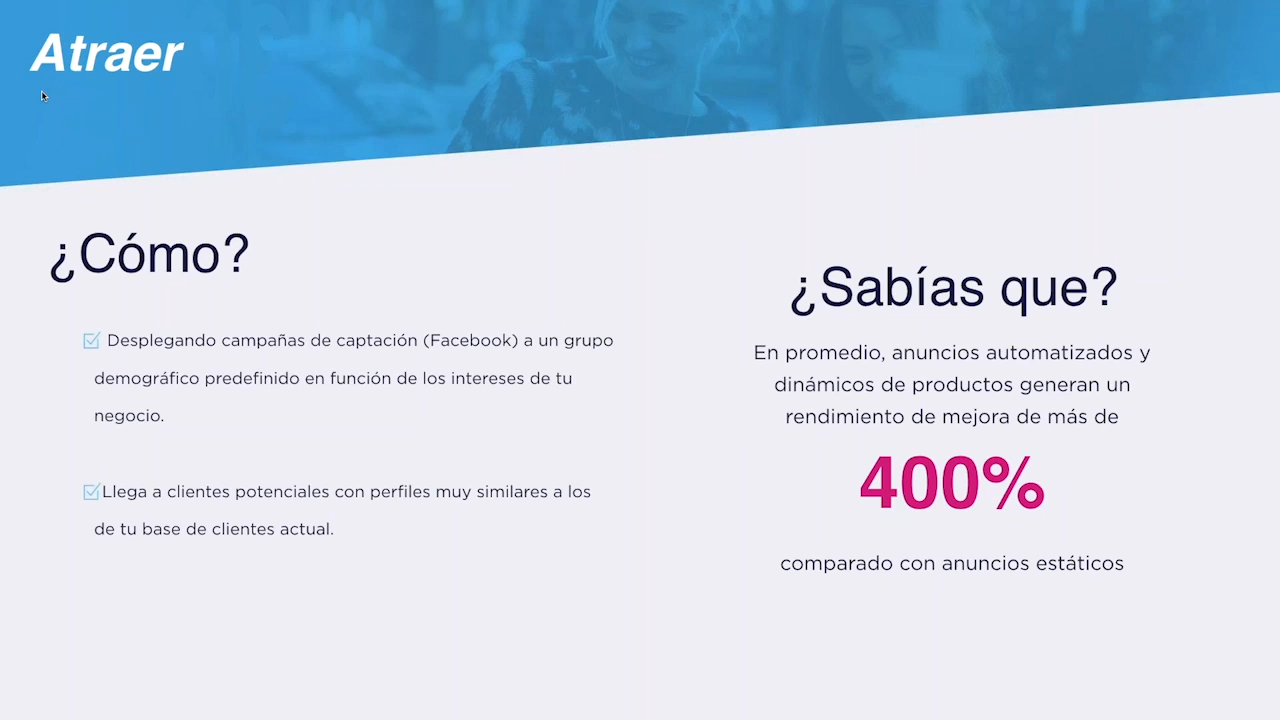 Atraer
¿Cómo?
Desplegando campañas de captación (Facebook) a un grupo
demográfico predefinido en función de los intereses de tu
negocio.
Llega a clientes potenciales con perfiles muy similares a los
de tu base de clientes actual.
¿Sabías que?
En promedio, anuncios automatizados y
dinámicos de productos generan un
rendimiento de mejora de más de
400%
comparado con anuncios estáticos